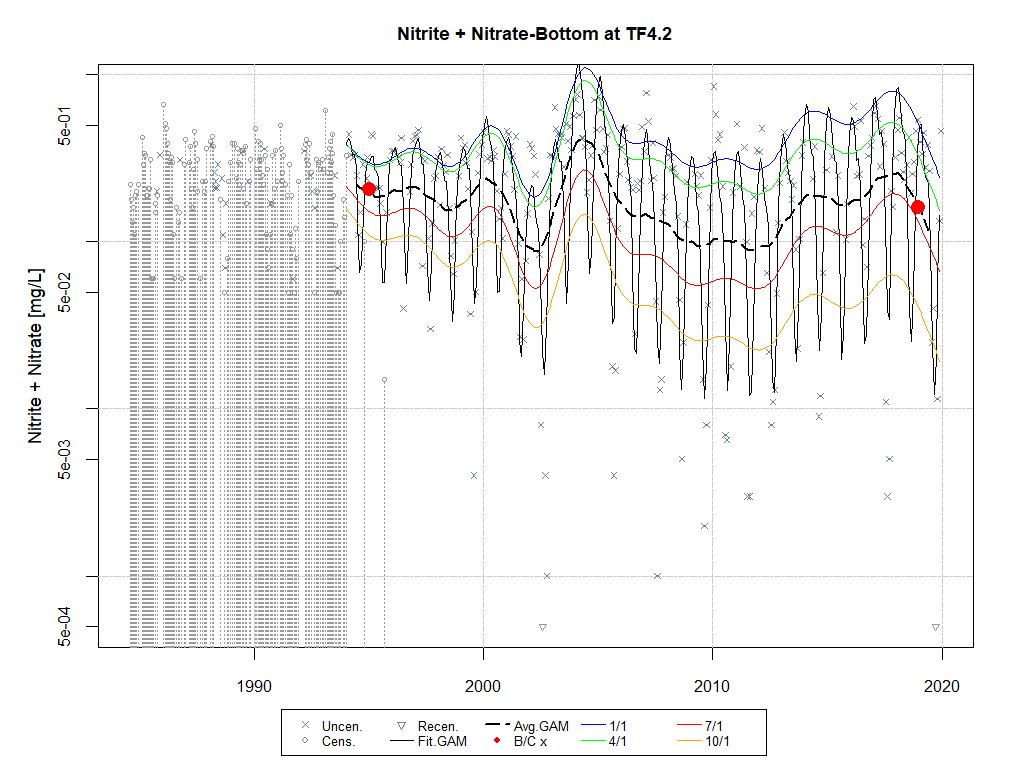 Nitrite + Nitrate-Bottom at TF4.2
Nitrite + Nitrate [mg/L]
5e-01
5e-02
5e-03
5e-04
1990 2000 2010 2020
Uncen. Recen. Avg.GAM 1/1 7/1
Cens. Fit.GAM B/C x 4/1 10/1